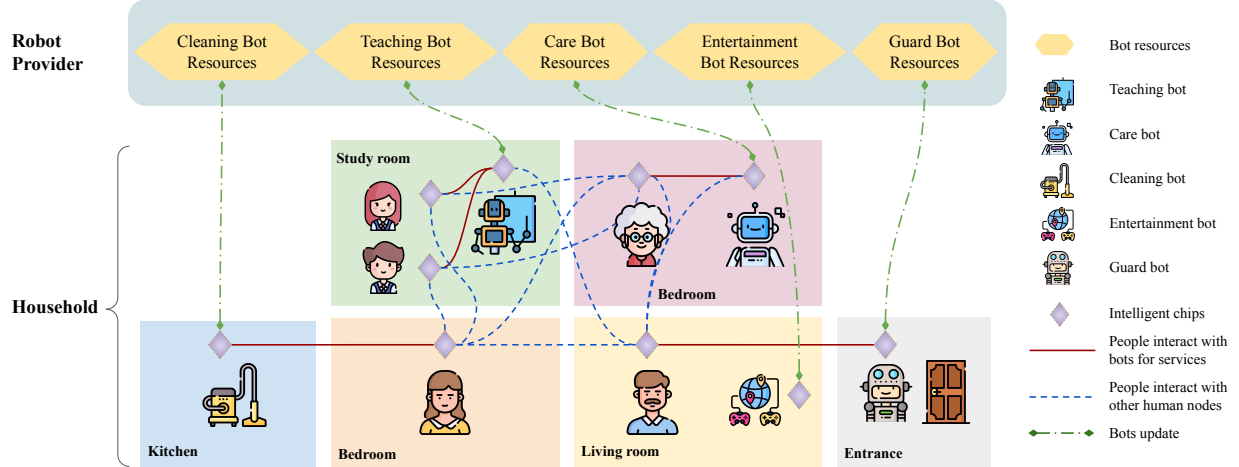 Robot
Provider
Cleaning Bot
Resources
Teaching Bot
Resources
Care Bot
Resources
Entertainment
Bot Resources
Guard Bot
Resources
Household
Study room
Bedroom
Kitchen
Bedroom
Living room
Entrance
Bot resources
Teaching bot
Care bot
Cleaning bot
Entertainment bot
Guard bot
Intelligent chips
People interact with
bots for services
People interact with
other human nodes
Bots update